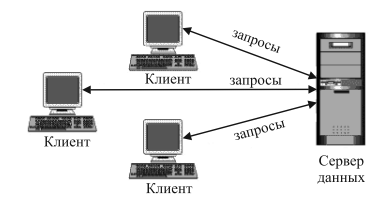 запросы
Клиент
запросы
Клиент
запросы
Клиент
Сервер
данных